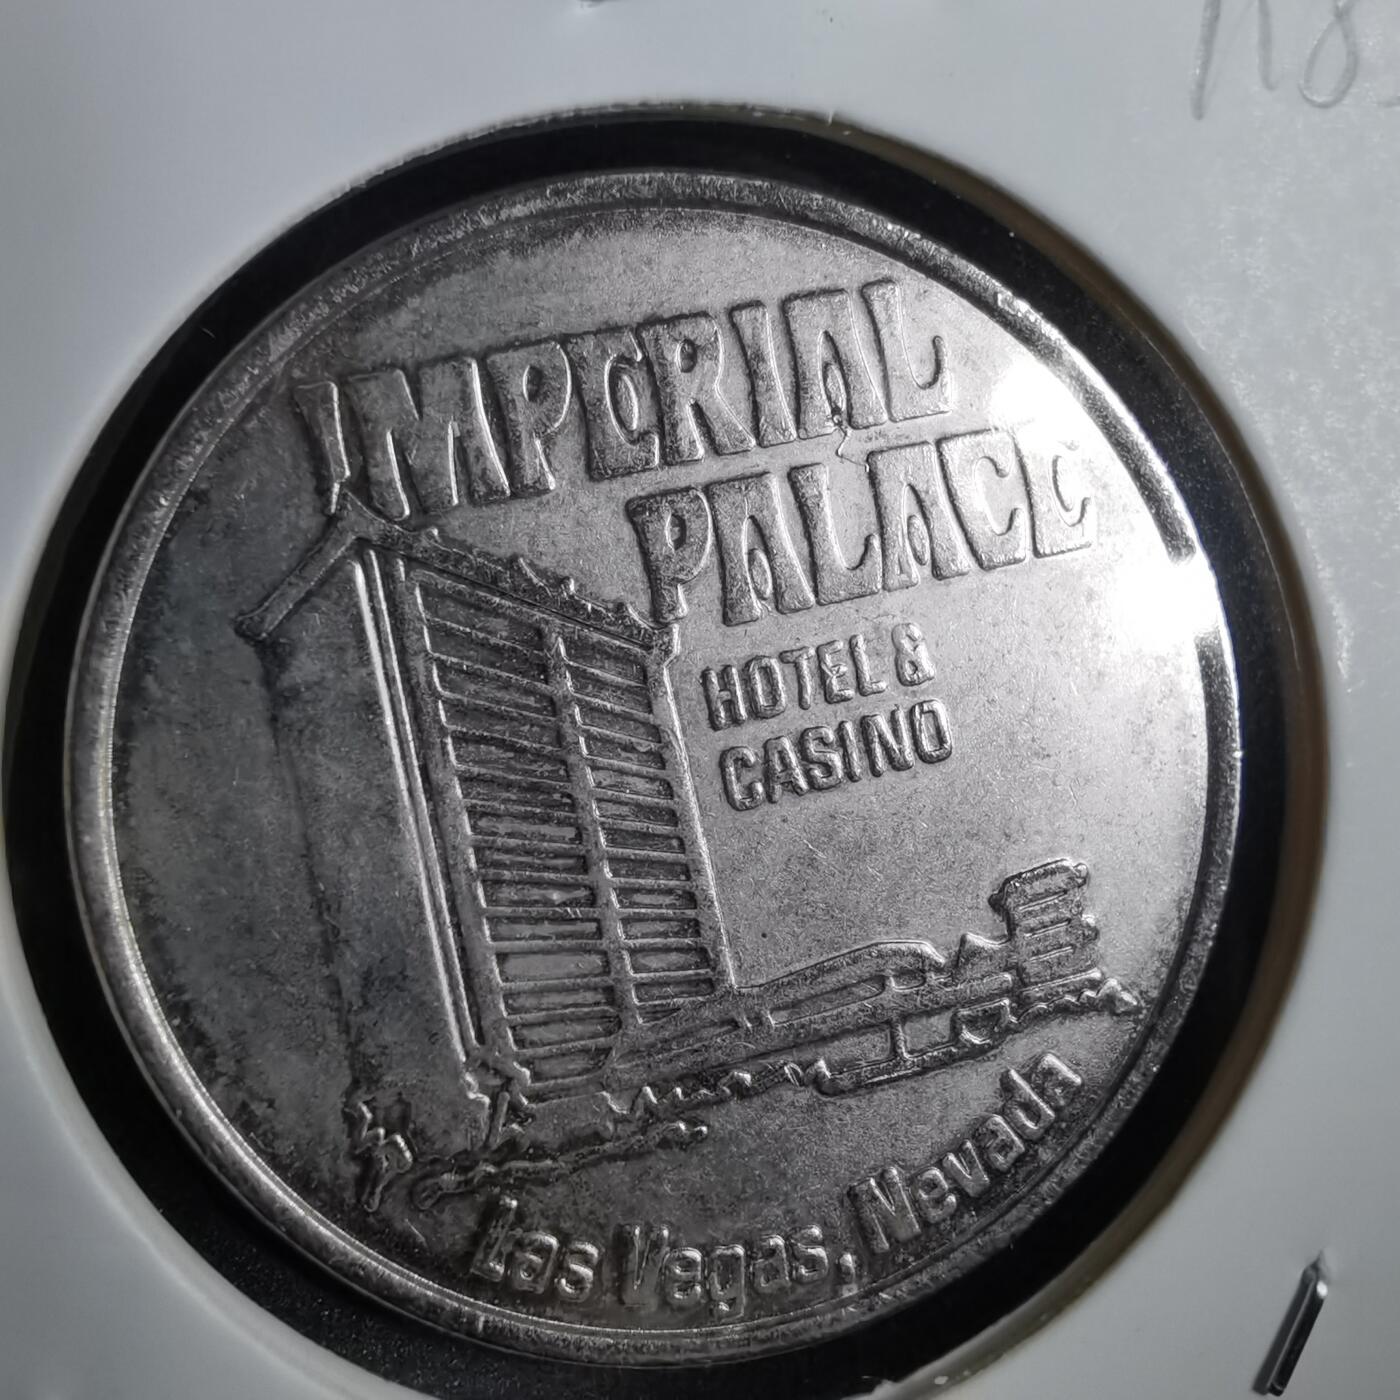 IMPERIAL
PALACE
HOTEL &
CASINO
Las Vegas, Nevada